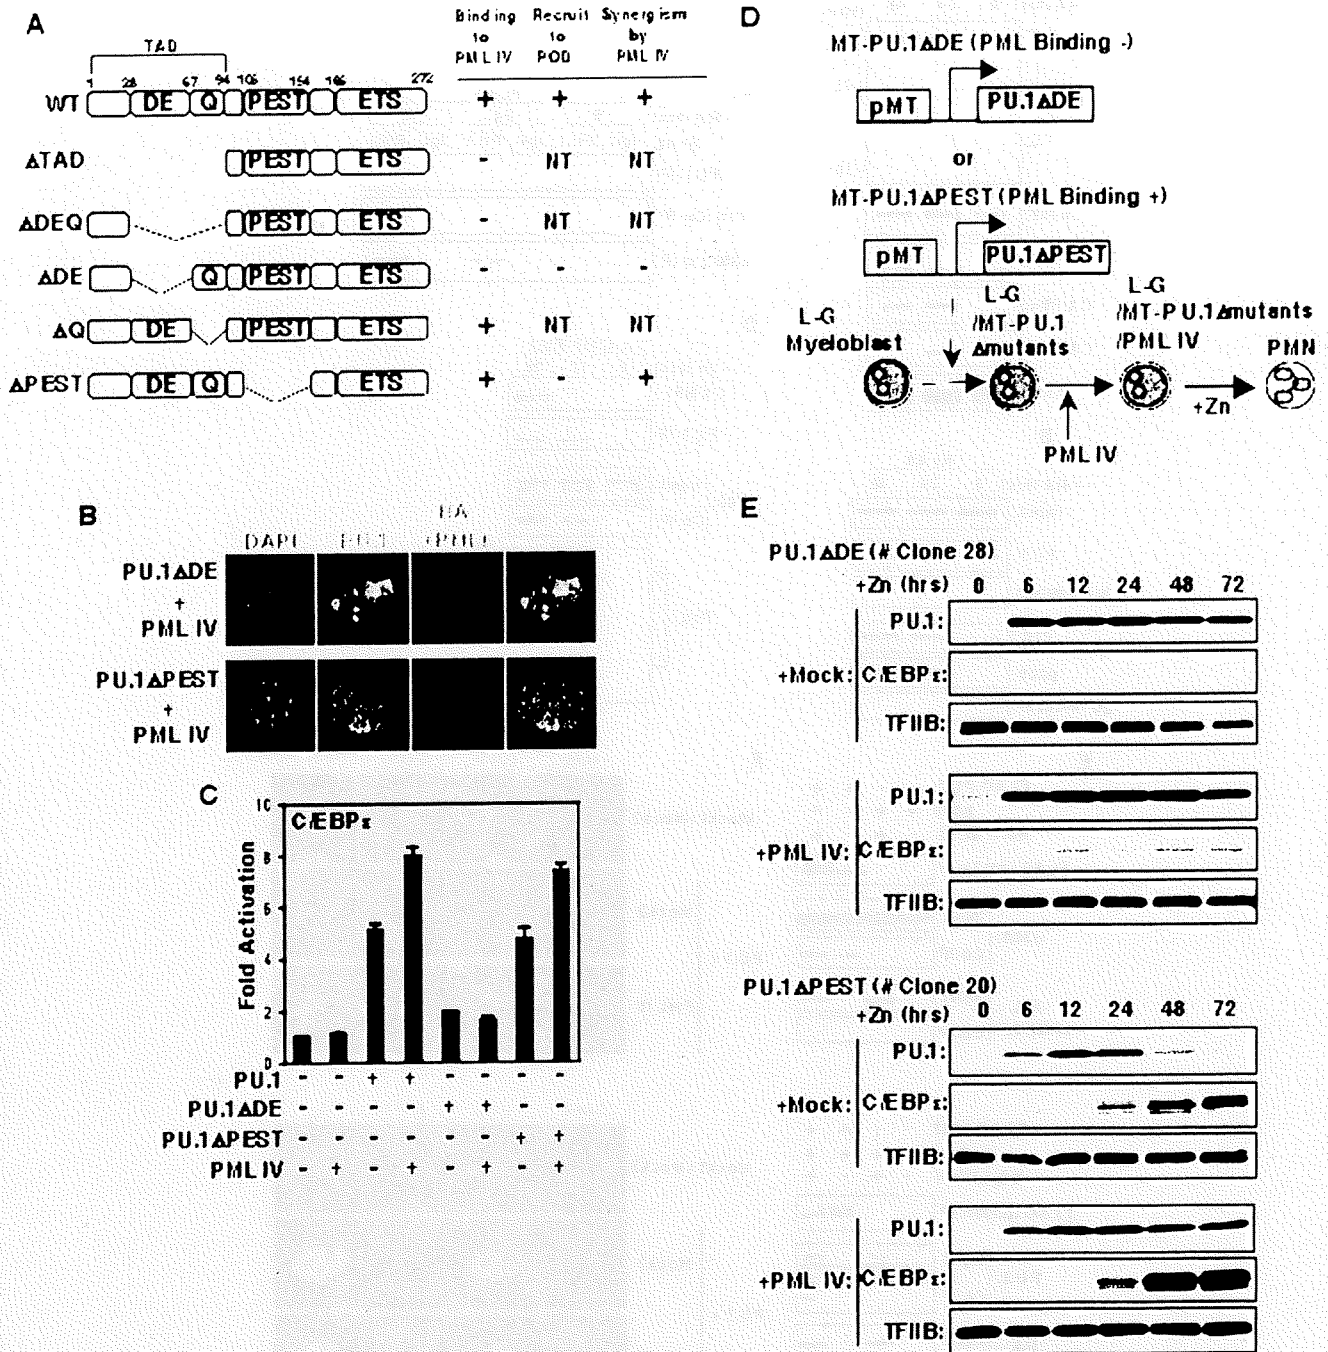 A
TAD
Binding to PML IV
Recruit to POD
Synergism by PML IV
1 28 67 94 106 154 166 272
WT DE Q PEST ETS + + +
ΔTAD PEST ETS - NT NT
ΔDEQ PEST ETS - NT NT
ΔDE Q PEST ETS - - -
ΔQ DE PEST ETS + NT NT
ΔPEST DE Q ETS + - +
B
DAPI PU.1 HA (PML)
PU.1ΔDE
+
PML IV
PU.1ΔPEST
+
PML IV
C
C/EBPε
Fold Activation
10
8
6
4
2
0
PU.1 - - + + - - - -
PU.1ΔDE - - - - + + - -
PU.1ΔPEST - - - - - - + +
PML IV - + - + - + - +
D
MT-PU.1ΔDE (PML Binding -)
pMT PU.1ΔDE
or
MT-PU.1ΔPEST (PML Binding +)
pMT PU.1ΔPEST
L-G
Myeloblast
L-G
/MT-PU.1
Δmutants
L-G
/MT-PU.1Δmutants
/PML IV
PMN
+Zn
PML IV
E
PU.1ΔDE (# Clone 28)
+Zn (hrs) 0 6 12 24 48 72
PU.1:
+Mock: C/EBPε:
TFIIB:
PU.1:
+PML IV: C/EBPε:
TFIIB:
PU.1ΔPEST (# Clone 20)
+Zn (hrs) 0 6 12 24 48 72
PU.1:
+Mock: C/EBPε:
TFIIB:
PU.1:
+PML IV: C/EBPε:
TFIIB: